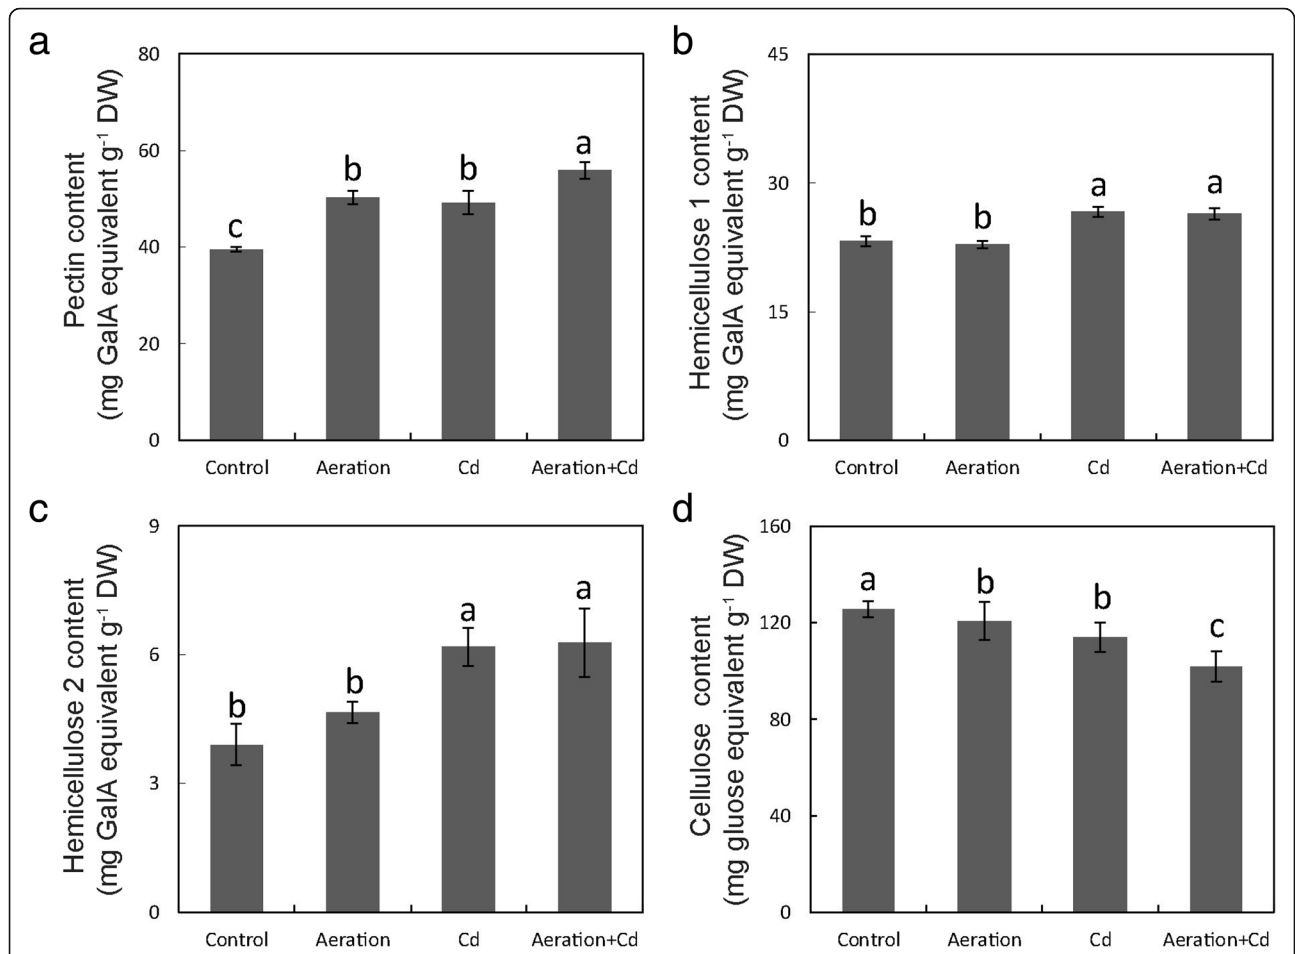 a
Pectin content
(mg GalA equivalent g⁻¹ DW)
80
60
40
20
0
c
b
b
a
Control Aeration Cd Aeration+Cd
b
Hemicellulose 1 content
(mg GalA equivalent g⁻¹ DW)
45
30
15
0
b
b
a
a
Control Aeration Cd Aeration+Cd
c
Hemicellulose 2 content
(mg GalA equivalent g⁻¹ DW)
9
6
3
0
b
b
a
a
Control Aeration Cd Aeration+Cd
d
Cellulose content
(mg gluose equivalent g⁻¹ DW)
160
120
80
40
0
a
b
b
c
Control Aeration Cd Aeration+Cd